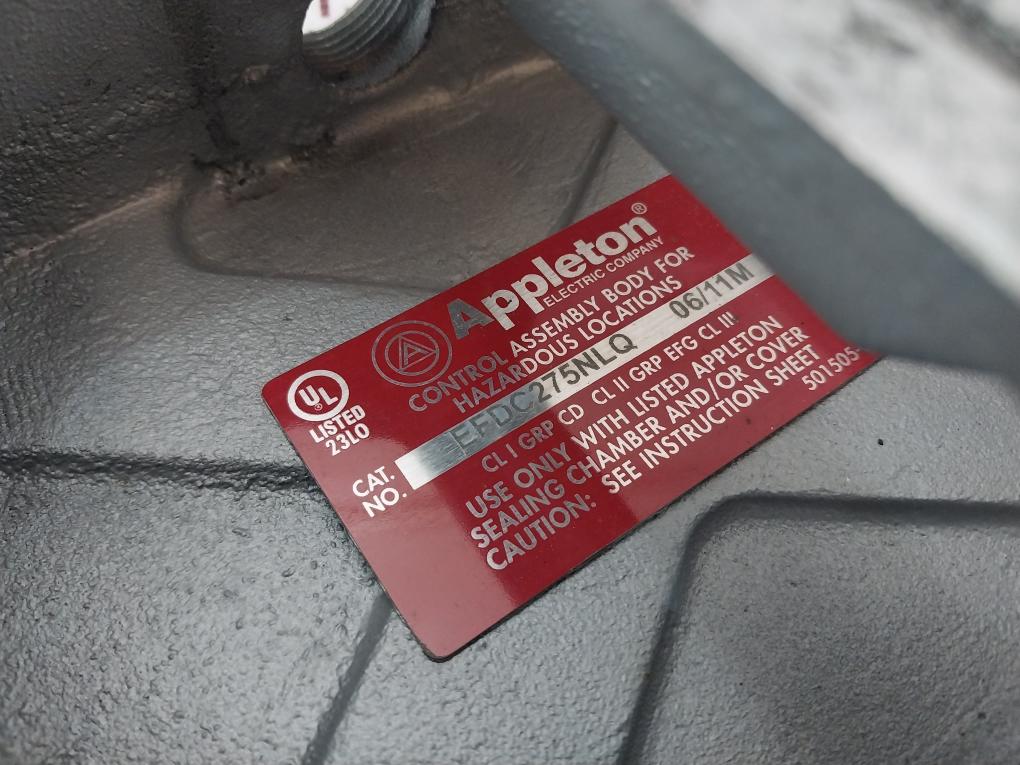 Appleton®
ELECTRIC COMPANY
CONTROL ASSEMBLY BODY FOR
HAZARDOUS LOCATIONS
UL®
LISTED
23L0
CAT.
NO.
EFDC275NLQ 06/11M
CL I GRP CD CL II GRP EFG CL III
USE ONLY WITH LISTED APPLETON
SEALING CHAMBER AND/OR COVER
CAUTION: SEE INSTRUCTION SHEET
501505-